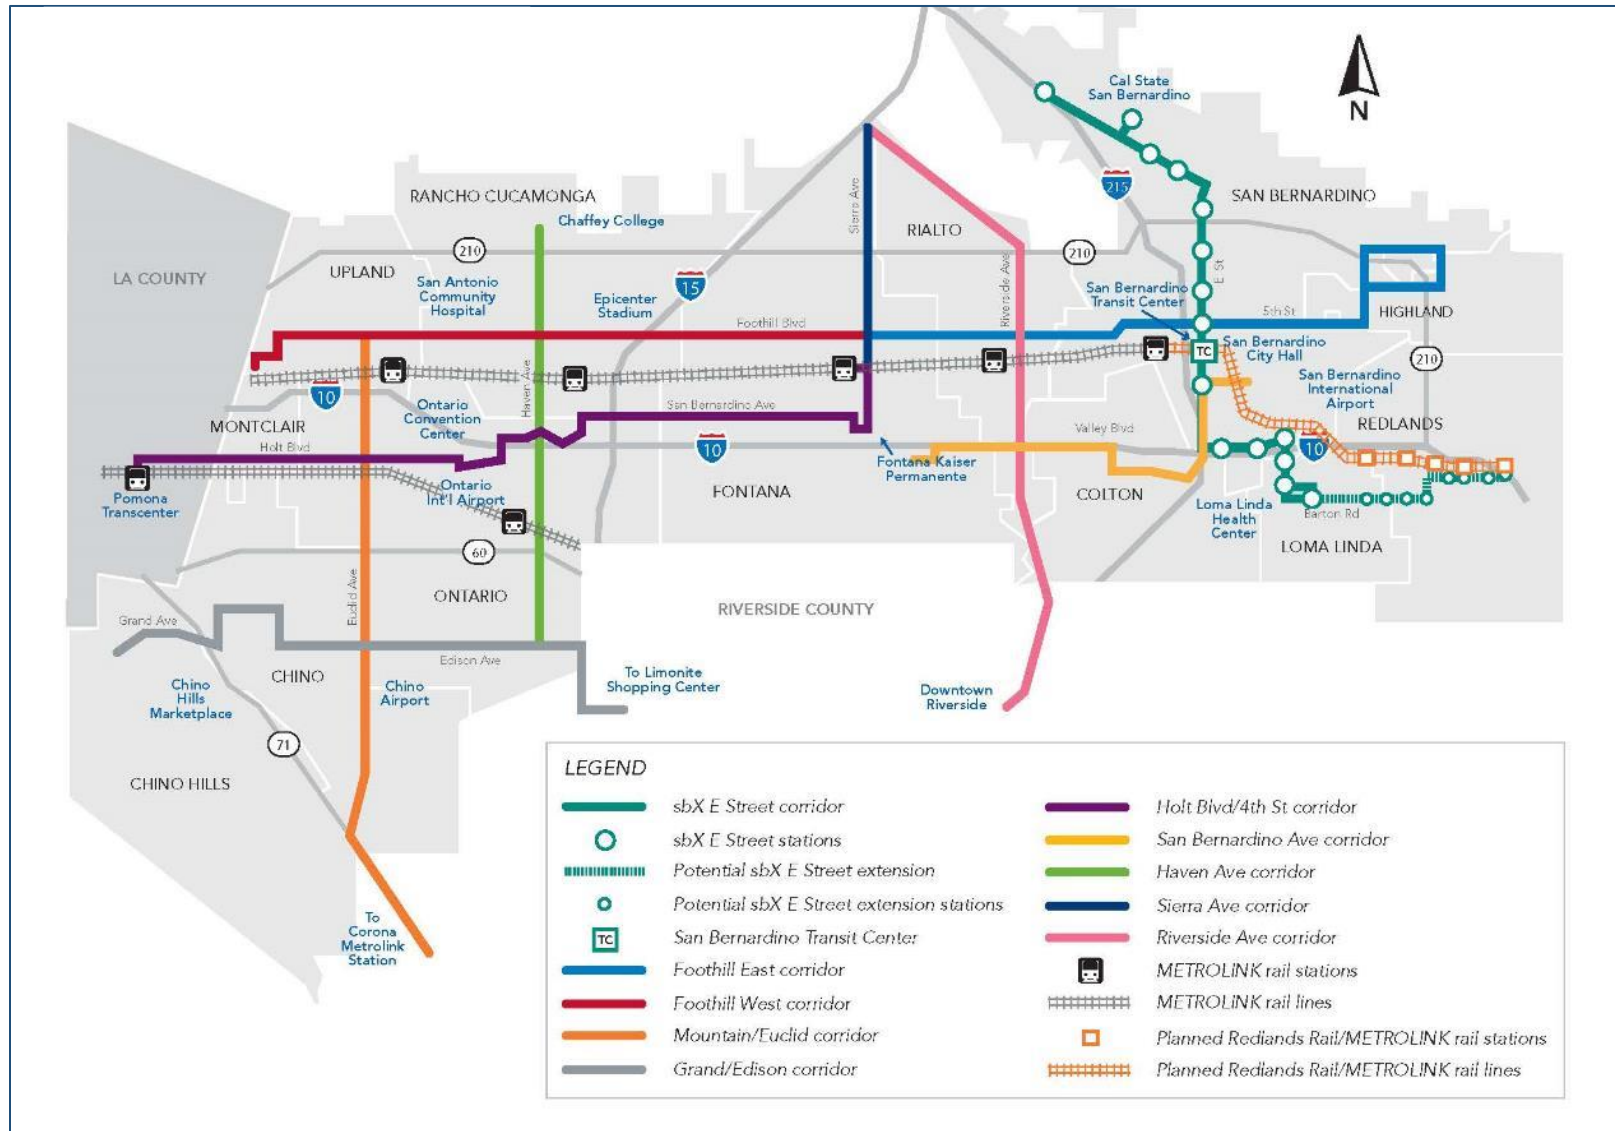 Cal State
San Bernardino
N
215
SAN BERNARDINO
RANCHO CUCAMONGA
Chaffey College
Sierra Ave
RIALTO
210
210
LA COUNTY
UPLAND
San Antonio
Community
Hospital
Epicenter
Stadium
15
Riverside Ave
San Bernardino
Transit Center
E St
Foothill Blvd
5th St
HIGHLAND
TC
San Bernardino
City Hall
210
10
Haven Ave
San Bernardino
International
Airport
Ontario
Convention
Center
San Bernardino Ave
MONTCLAIR
Holt Blvd
Valley Blvd
REDLANDS
10
10
Fontana Kaiser
Permanente
Pomona
Transcenter
Ontario
Int'l Airport
FONTANA
COLTON
Loma Linda
Health
Center
Barton Rd
LOMA LINDA
60
Euclid Ave
ONTARIO
RIVERSIDE COUNTY
Grand Ave
Edison Ave
CHINO
To Limonite
Shopping Center
Chino
Hills
Marketplace
Chino
Airport
Downtown
Riverside
71
CHINO HILLS
To
Corona
Metrolink
Station
LEGEND
sbX E Street corridor
sbX E Street stations
Potential sbX E Street extension
Potential sbX E Street extension stations
TC
San Bernardino Transit Center
Foothill East corridor
Foothill West corridor
Mountain/Euclid corridor
Grand/Edison corridor
Holt Blvd/4th St corridor
San Bernardino Ave corridor
Haven Ave corridor
Sierra Ave corridor
Riverside Ave corridor
METROLINK rail stations
METROLINK rail lines
Planned Redlands Rail/METROLINK rail stations
Planned Redlands Rail/METROLINK rail lines